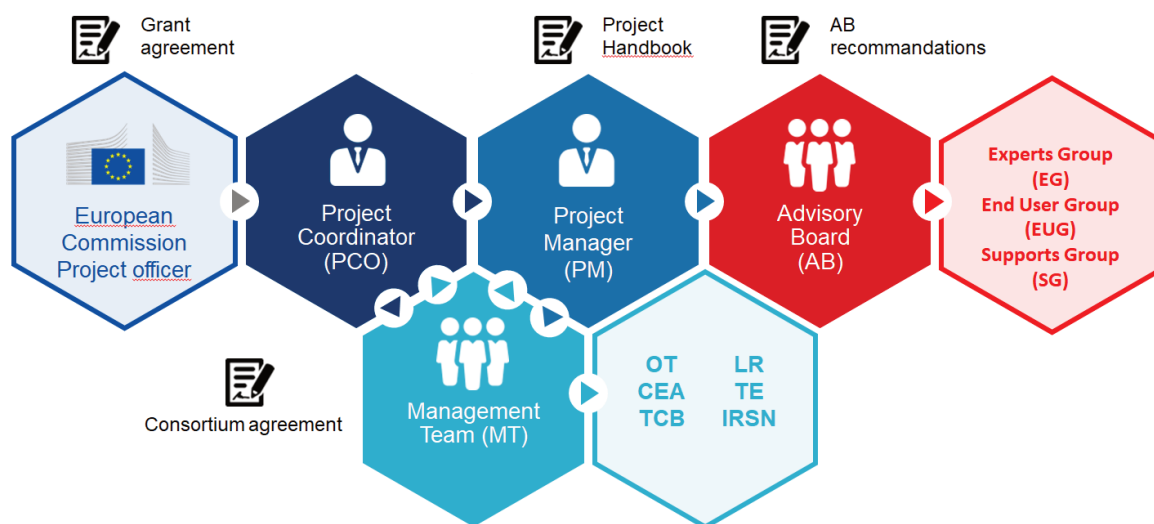 Grant
agreement
Project
Handbook
AB
recommandations
European
Commission
Project officer
Project
Coordinator
(PCO)
Project
Manager
(PM)
Advisory
Board
(AB)
Experts Group
(EG)
End User Group
(EUG)
Supports Group
(SG)
Consortium agreement
Management
Team (MT)
OT LR
CEA TE
TCB IRSN